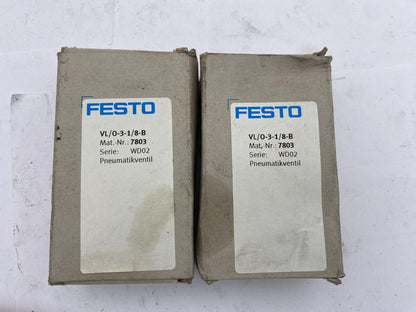 FESTO
VL/O-3-1/8-B
Mat.-Nr.: 7803
Serie: WD02
Pneumatikventil
FESTO
VL/O-3-1/8-B
Mat.-Nr.: 7803
Serie: WD02
Pneumatikventil